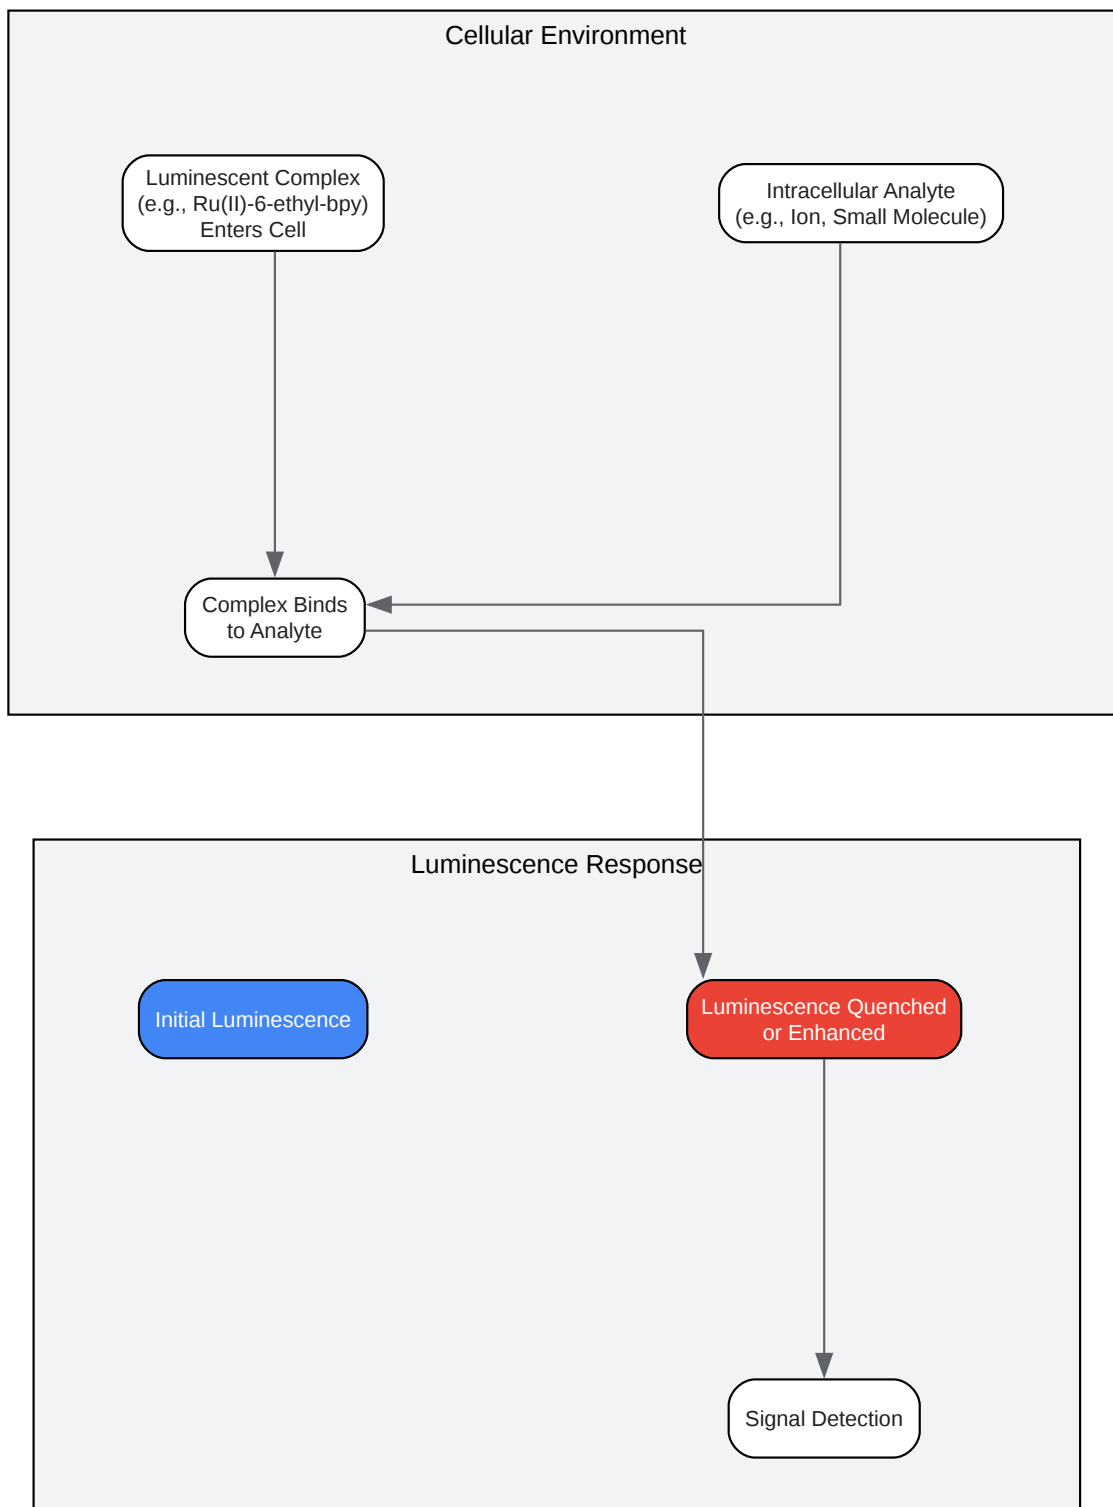 Cellular Environment
Luminescent Complex
(e.g., Ru(II)-6-ethyl-bpy)
Enters Cell
Intracellular Analyte
(e.g., Ion, Small Molecule)
Complex Binds
to Analyte
Luminescence Response
Initial Luminescence
Luminescence Quenched
or Enhanced
Signal Detection